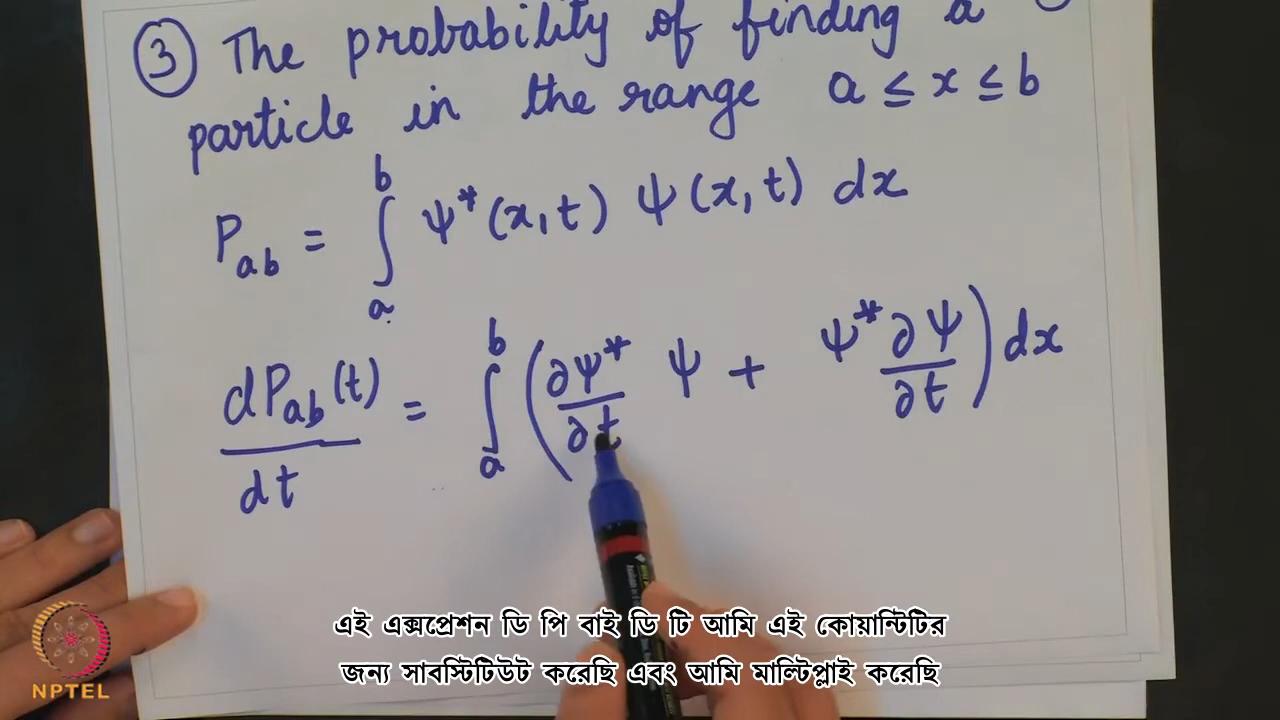 ③ The probability of finding a
particle in the range a ≤ x ≤ b
P_ab = ∫_a^b ψ*(x,t) ψ(x,t) dx
dP_ab(t)/dt = ∫_a^b (∂ψ*/∂t ψ + ψ* ∂ψ/∂t) dx
এই এক্সপ্রেশন ডি পি বাই ডি টি আমি এই কোয়ান্টিটির
জন্য সাবস্টিটিউট করেছি এবং আমি মাল্টিপ্লাই করেছি
NPTEL